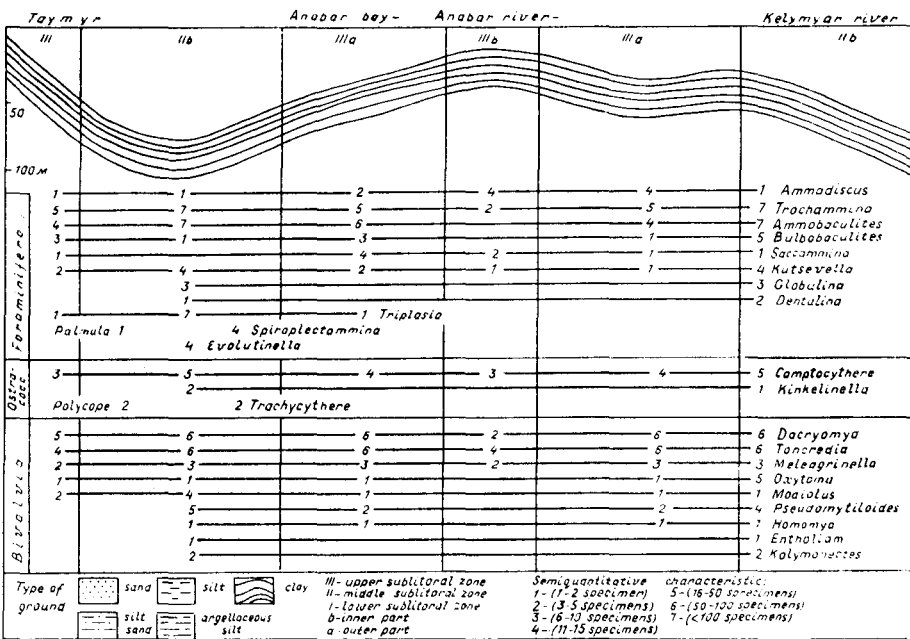 Taymyr Anabar bay- Anabar river- Kelymyar river
III IIb IIIa IIIb IIIa IIb
50
100 м
Foraminifera
1 1 2 4 4 1 Ammodiscus
5 7 5 2 5 7 Trochammina
4 7 6 4 7 Ammobaculites
3 1 3 1 5 Bulbobaculites
1 4 2 1 1 Saccammina
2 4 2 1 1 4 Kutsevella
3 3 Globulina
1 2 Dentalina
1 7 1 Triplasia
Palmula 1 4 Spiroplectammina
4 Evolutinella
Ostra-
coda
3 5 4 3 4 5 Camptocythere
2 1 Kinkelinella
Polycope 2 2 Trachycythere
Bivalvia
5 6 6 2 6 6 Dacryomya
4 6 6 4 6 6 Tancredia
2 3 3 2 3 3 Meleagrinella
1 1 1 1 5 Oxytoma
2 4 1 1 1 Modiolus
5 2 2 4 Pseudomytiloides
1 1 1 1 Homomya
1 1 Entholium
2 2 Kolymonectes
Type of
ground
sand silt clay
silt
sand
argellaceous
silt
III- upper sublitoral zone
II- middle sublitoral zone
I- lower sublitoral zone
b- inner part
a- outer part
Semiquantitative characteristic:
1-(1-2 specimen)
2-(3-5 specimens)
3-(6-10 specimens)
4-(11-15 specimens)
5-(16-50 specimens)
6-(50-100 specimens)
7-(<100 specimens)